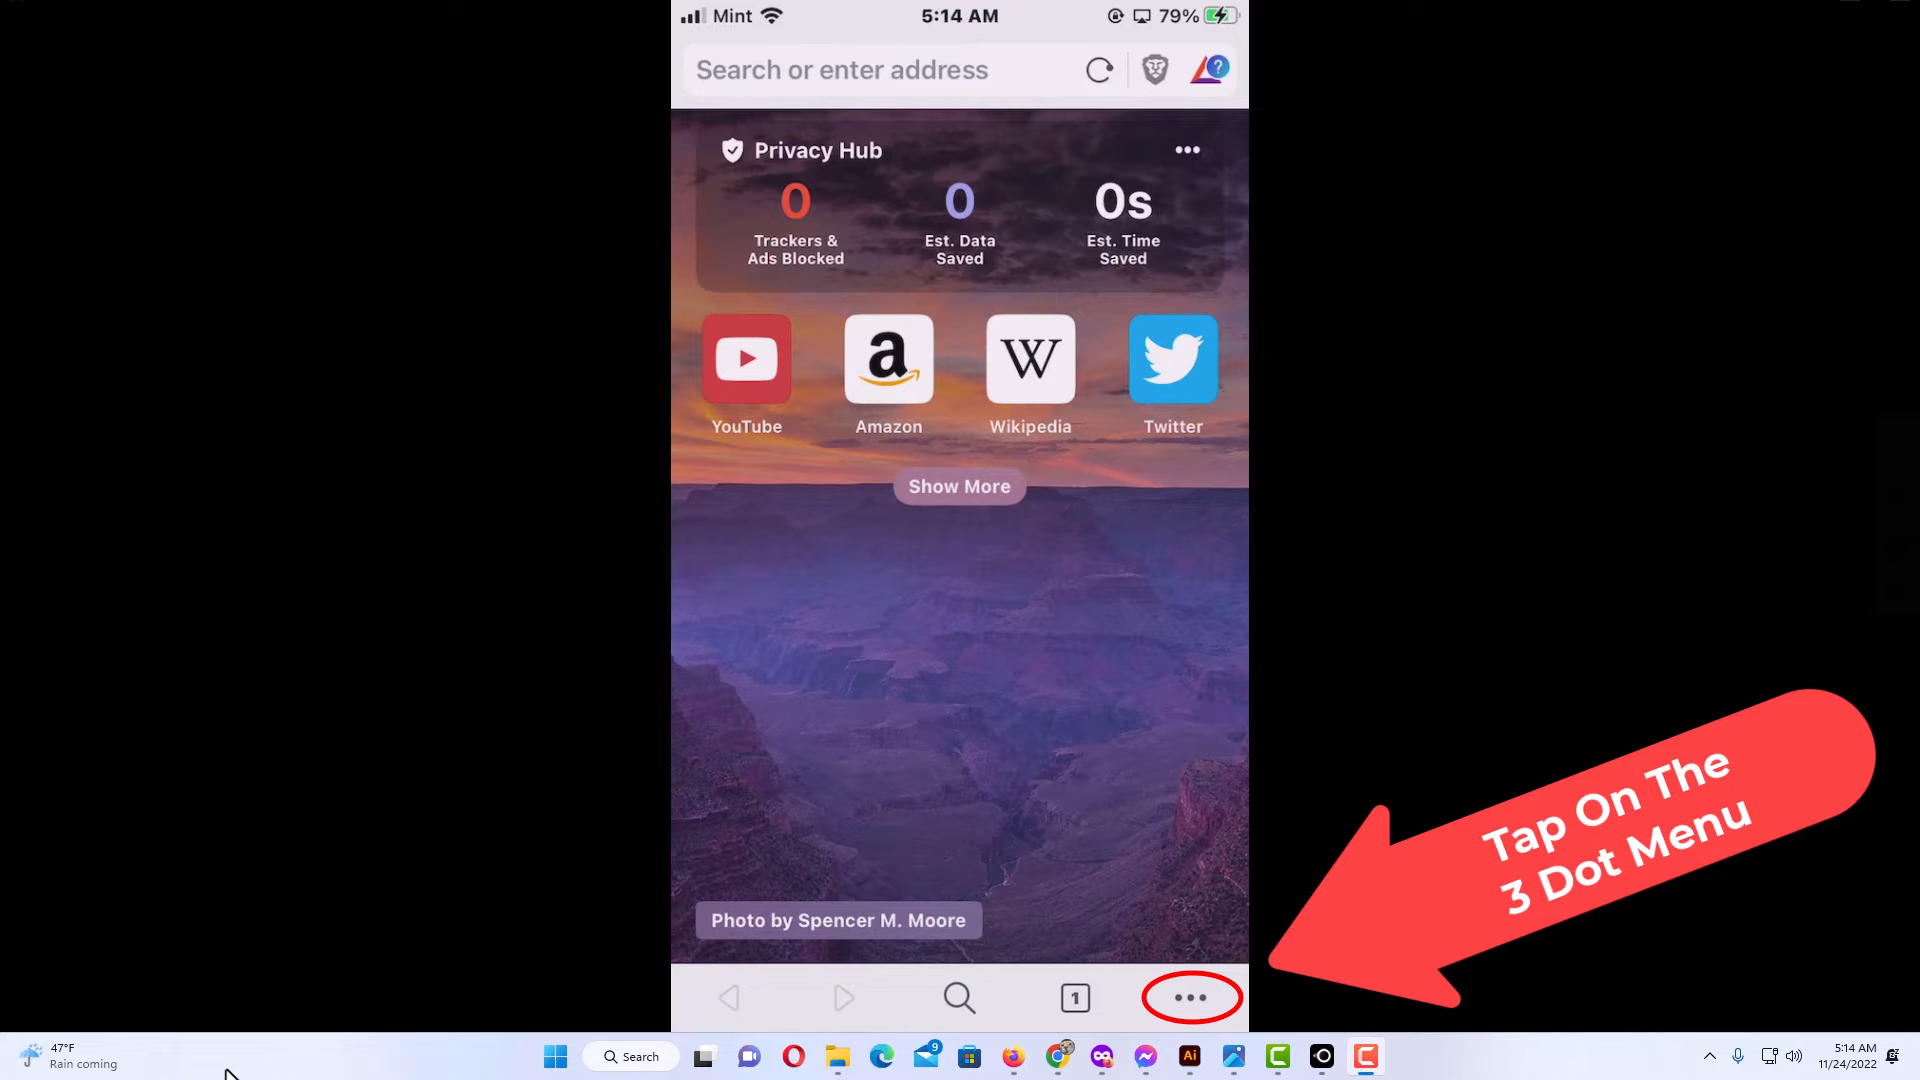 Mint
5:14 AM
79%
Search or enter address
?
Privacy Hub
0
0
0s
Trackers &
Ads Blocked
Est. Data
Saved
Est. Time
Saved
a
W
YouTube
Amazon
Wikipedia
Twitter
Show More
Tap On The
3 Dot Menu
Photo by Spencer M. Moore
1
47°F
Rain coming
Search
9
Ai
5:14 AM
11/24/2022